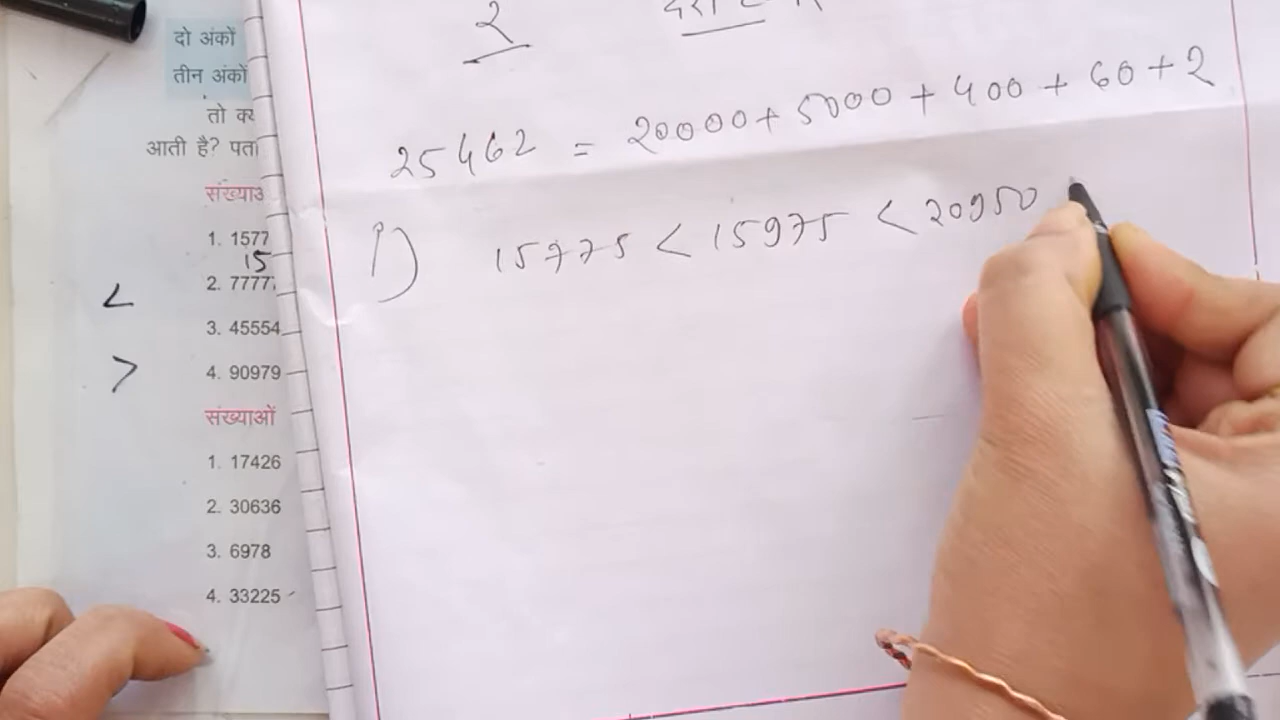 दो अंकों
तीन अंकों
तो क्य
आती है? पता
संख्याओं
1. 1577
15
2. 7777
<
3. 45554
>
4. 90979
संख्याओं
1. 17426
2. 30636
3. 6978
4. 33225
२
25462 = 20000 + 5000 + 400 + 60 + 2
1) 15775 < 15975 < 20950